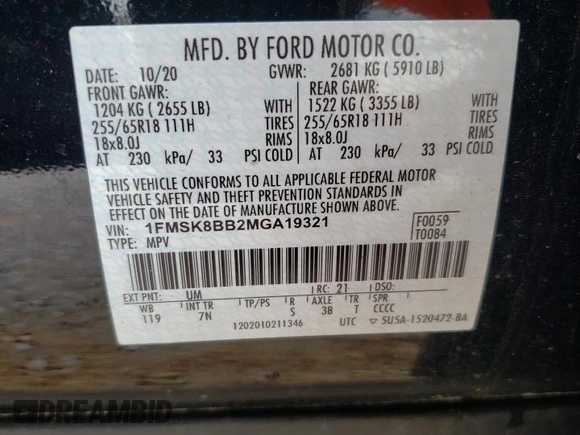 MFD. BY FORD MOTOR CO.
DATE: 10/20 GVWR: 2681 KG (5910 LB)
FRONT GAWR: REAR GAWR:
1204 KG (2655 LB) WITH 1522 KG (3355 LB) WITH
255/65R18 111H TIRES 255/65R18 111H TIRES
18x8.0J RIMS 18x8.0J RIMS
AT 230 kPa/ 33 PSI COLD AT 230 kPa/ 33 PSI COLD
THIS VEHICLE CONFORMS TO ALL APPLICABLE FEDERAL MOTOR
VEHICLE SAFETY AND THEFT PREVENTION STANDARDS IN
EFFECT ON THE DATE OF MANUFACTURE SHOWN ABOVE.
VIN: 1FMSK8BB2MGA19321 F0059
TYPE: MPV T0084
EXT PNT: UM RC: 21 DSO:
WB INT TR TP/PS R S AXLE TR SPR
119 7N 3B T CCCC
1202010211346 UTC 5USA-1520472-BA
DREAMBID